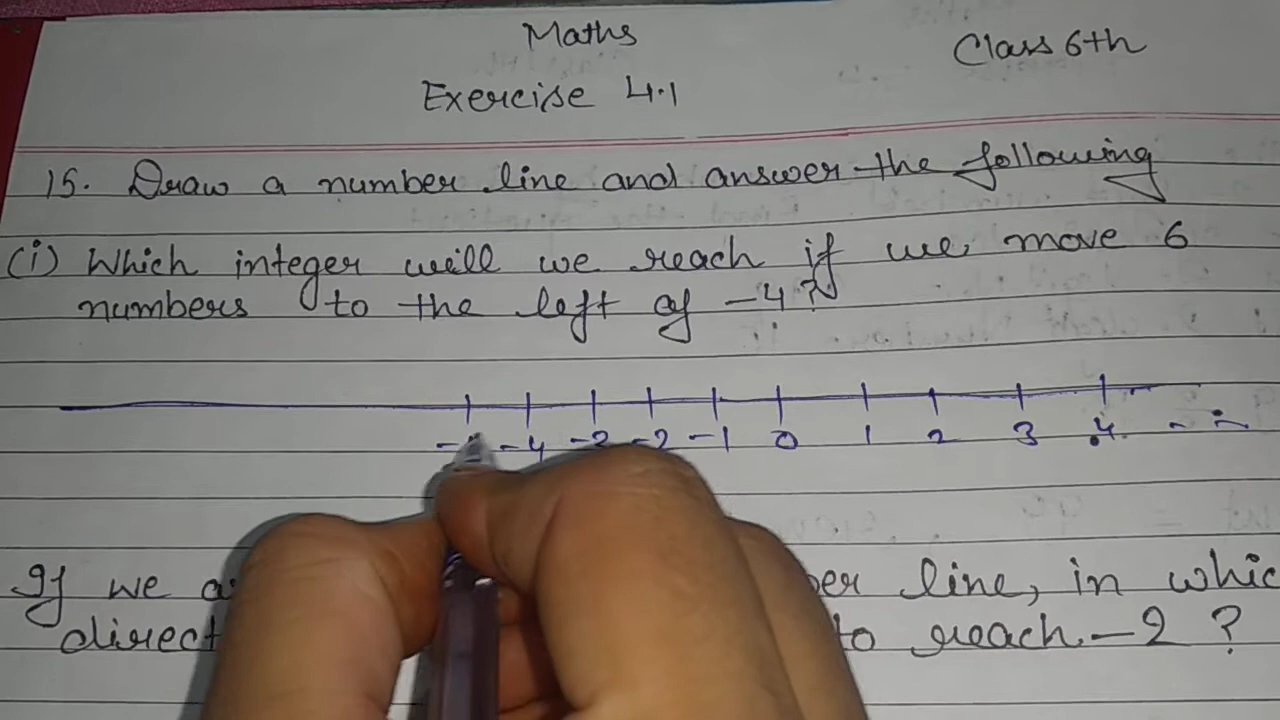 Maths
Class 6th
Exercise 4.1
15. Draw a number line and answer the following
(i) Which integer will we reach if we move 6
numbers to the left of -4?
-4 -3 -2 -1 0 1 2 3 4 - -
If we line, in
direct to reach -2 ?